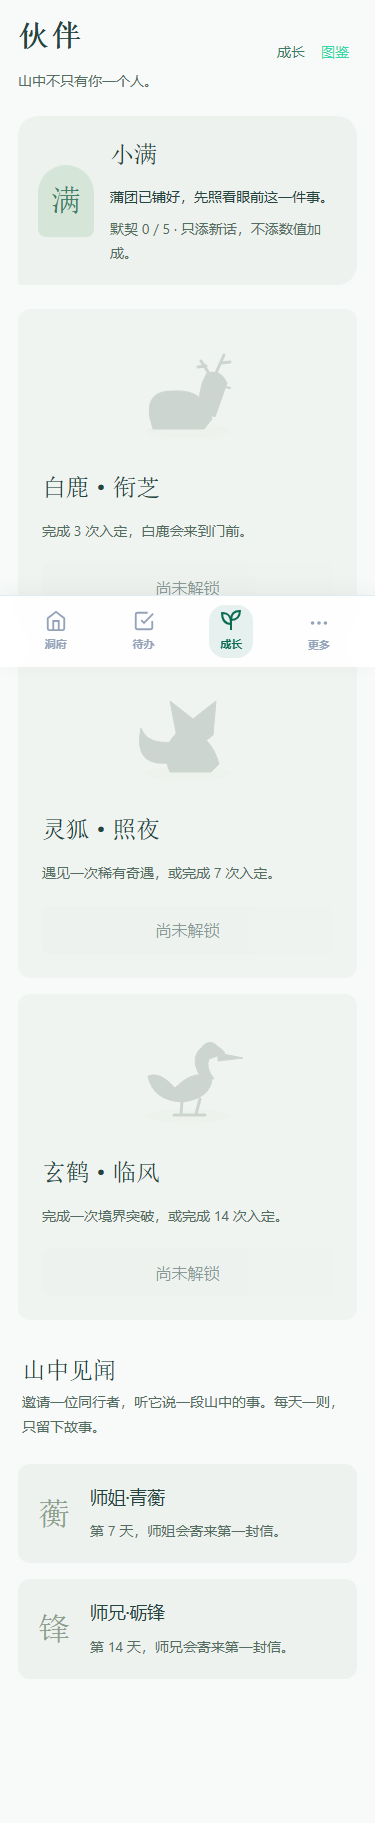 伙伴
成长 图鉴
山中不只有你一个人。
满
小满
蒲团已铺好，先照看眼前这一件事。
默契 0 / 5 · 只添新话，不添数值加
成。
白鹿·衔芝
完成 3 次入定，白鹿会来到门前。
尚未解锁
洞府 待办 成长 更多
灵狐·照夜
遇见一次稀有奇遇，或完成 7 次入定。
尚未解锁
玄鹤·临风
完成一次境界突破，或完成 14 次入定。
尚未解锁
山中见闻
邀请一位同行者，听它说一段山中的事。每天一则，
只留下故事。
蘅
师姐·青蘅
第 7 天，师姐会寄来第一封信。
锋
师兄·砺锋
第 14 天，师兄会寄来第一封信。